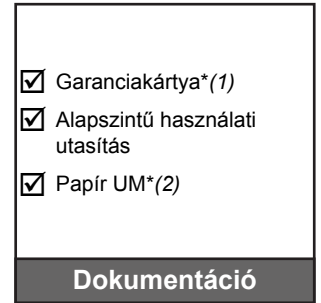 Garanciakártya*(1)
Alapszintű használati
utasítás
Papír UM*(2)
Dokumentáció